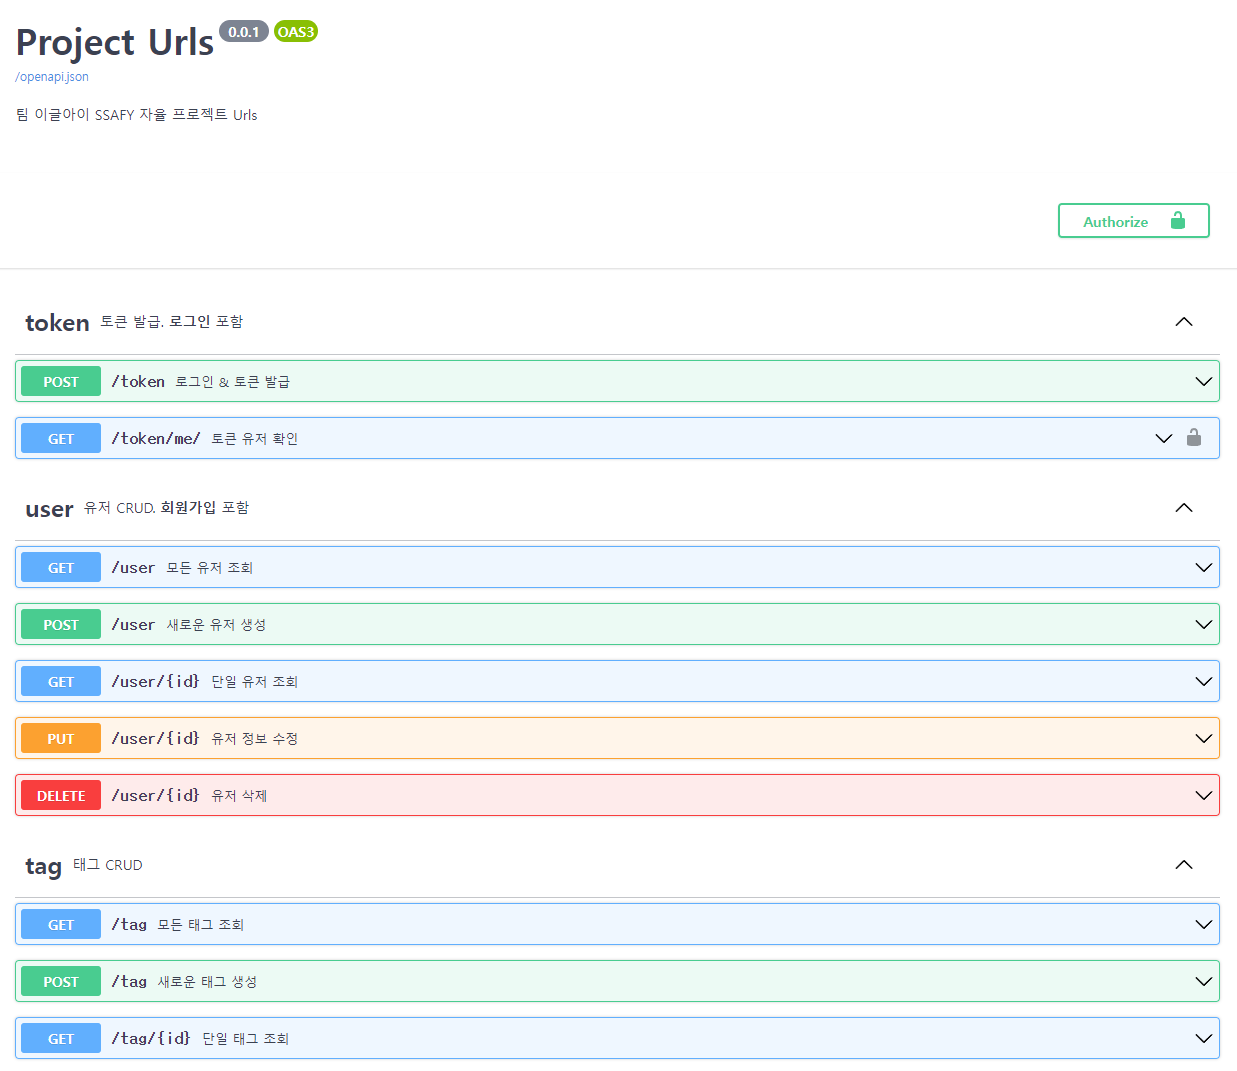 Project Urls 0.0.1 OAS3
/openapi.json
팀 이글아이 SSAFY 자율 프로젝트 Urls
Authorize
token 토큰 발급. 로그인 포함
POST /token 로그인 & 토큰 발급
GET /token/me/ 토큰 유저 확인
user 유저 CRUD. 회원가입 포함
GET /user 모든 유저 조회
POST /user 새로운 유저 생성
GET /user/{id} 단일 유저 조회
PUT /user/{id} 유저 정보 수정
DELETE /user/{id} 유저 삭제
tag 태그 CRUD
GET /tag 모든 태그 조회
POST /tag 새로운 태그 생성
GET /tag/{id} 단일 태그 조회